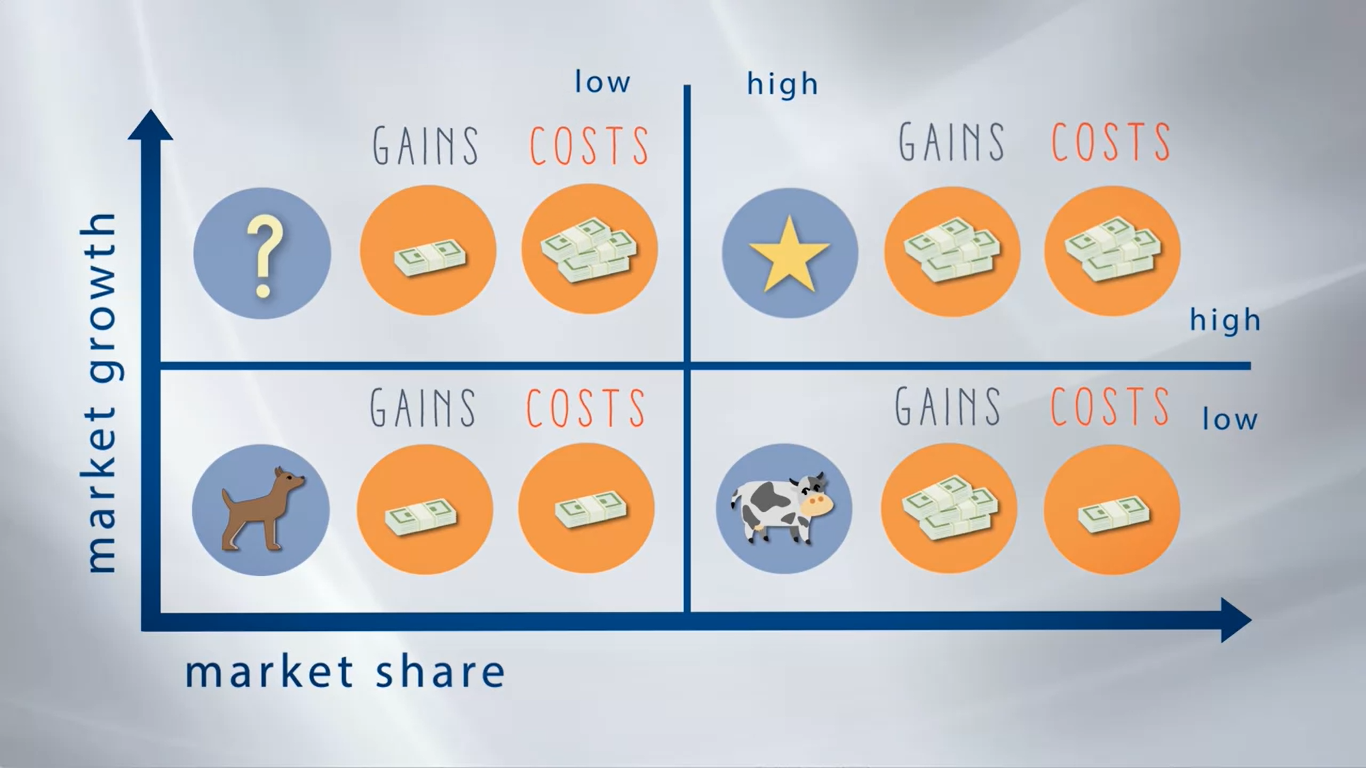 low
high
GAINS COSTS
GAINS COSTS
?
high
market growth
GAINS COSTS
GAINS COSTS
low
market share